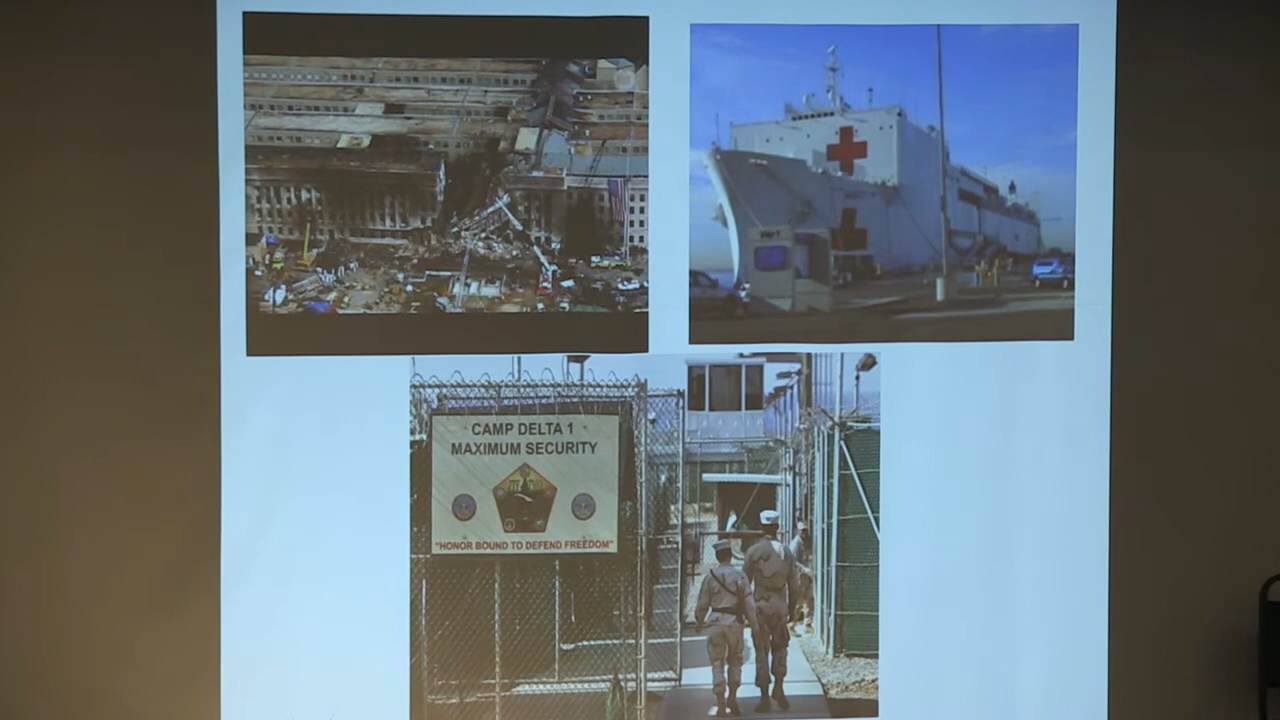 CAMP DELTA 1
MAXIMUM SECURITY
"HONOR BOUND TO DEFEND FREEDOM"